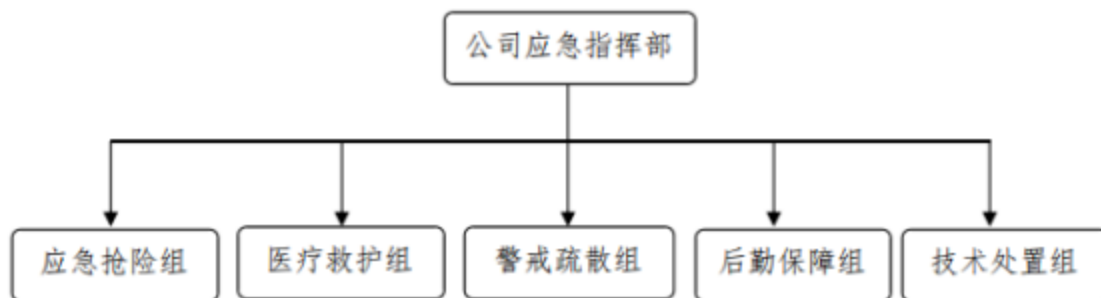 公司应急指挥部
应急抢险组
医疗救护组
警戒疏散组
后勤保障组
技术处置组